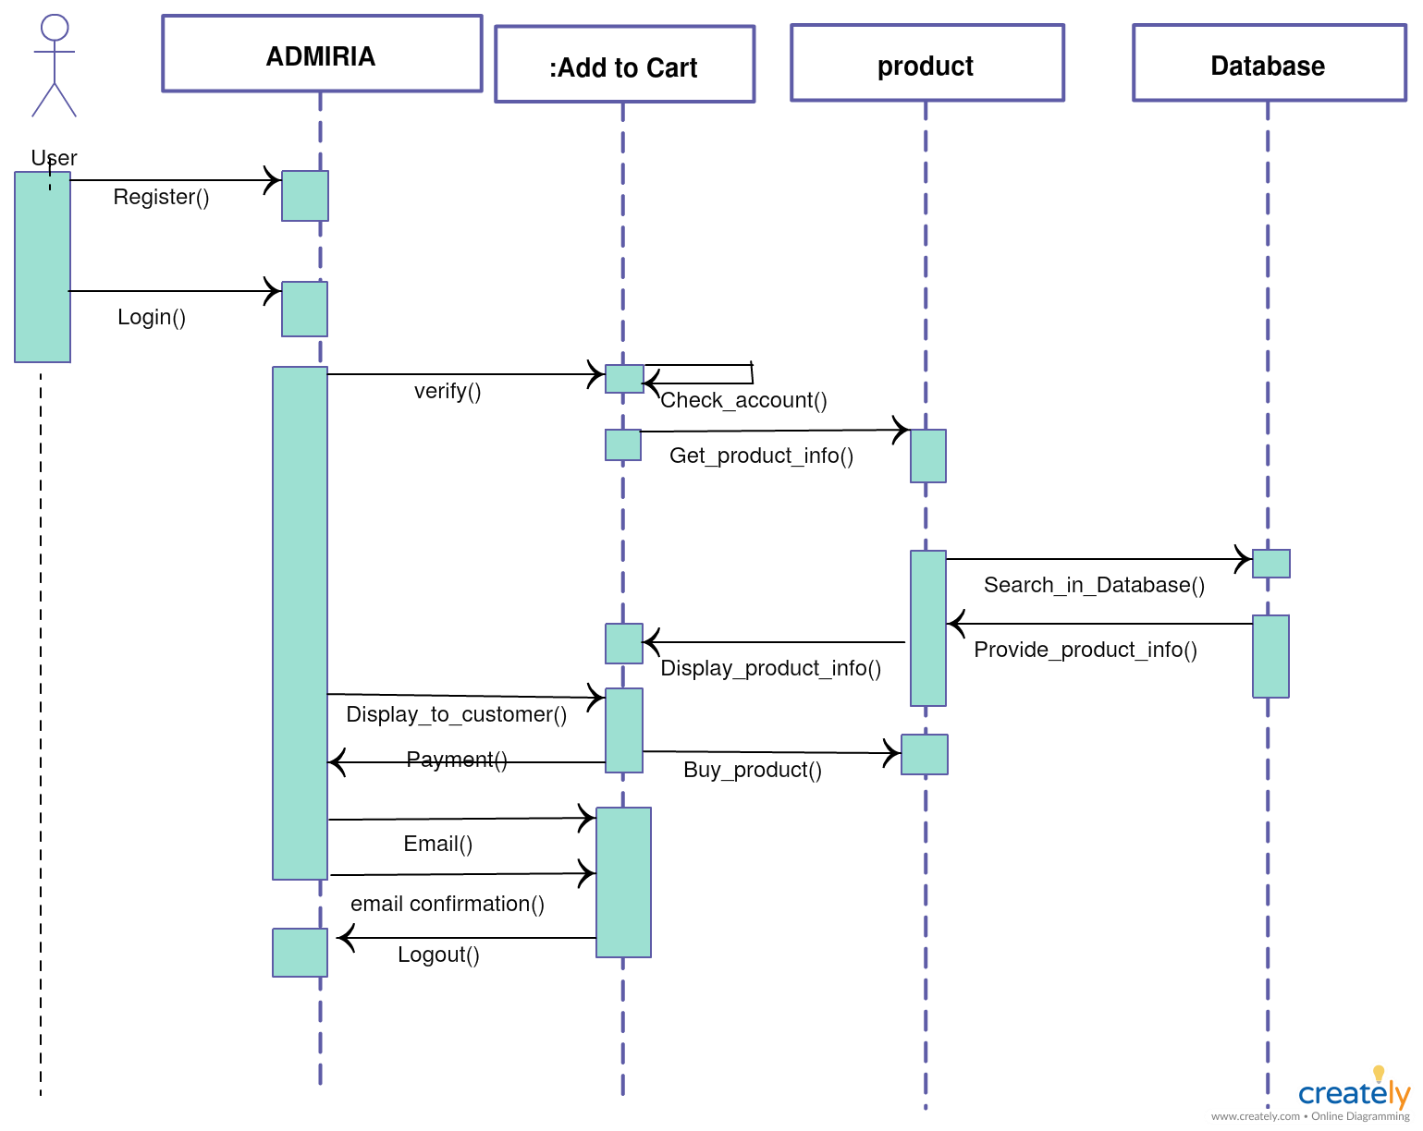 ADMIRIA
:Add to Cart
product
Database
User
Register()
Login()
verify()
Check_account()
Get_product_info()
Search_in_Database()
Provide_product_info()
Display_product_info()
Display_to_customer()
Payment()
Buy_product()
Email()
email confirmation()
Logout()
creately
www.creately.com • Online Diagramming